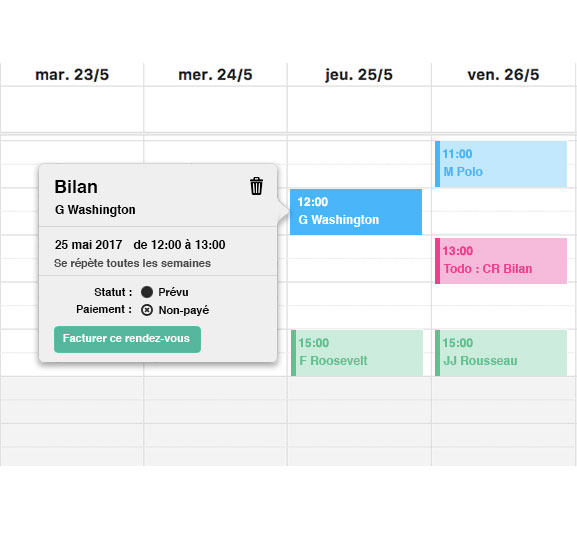 mar. 23/5
mer. 24/5
jeu. 25/5
ven. 26/5
11:00
M Polo
Bilan
G Washington
12:00
G Washington
25 mai 2017 de 12:00 à 13:00
Se répète toutes les semaines
13:00
Todo : CR Bilan
Statut : Prévu
Paiement : Non-payé
Facturer ce rendez-vous
15:00
F Roosevelt
15:00
JJ Rousseau